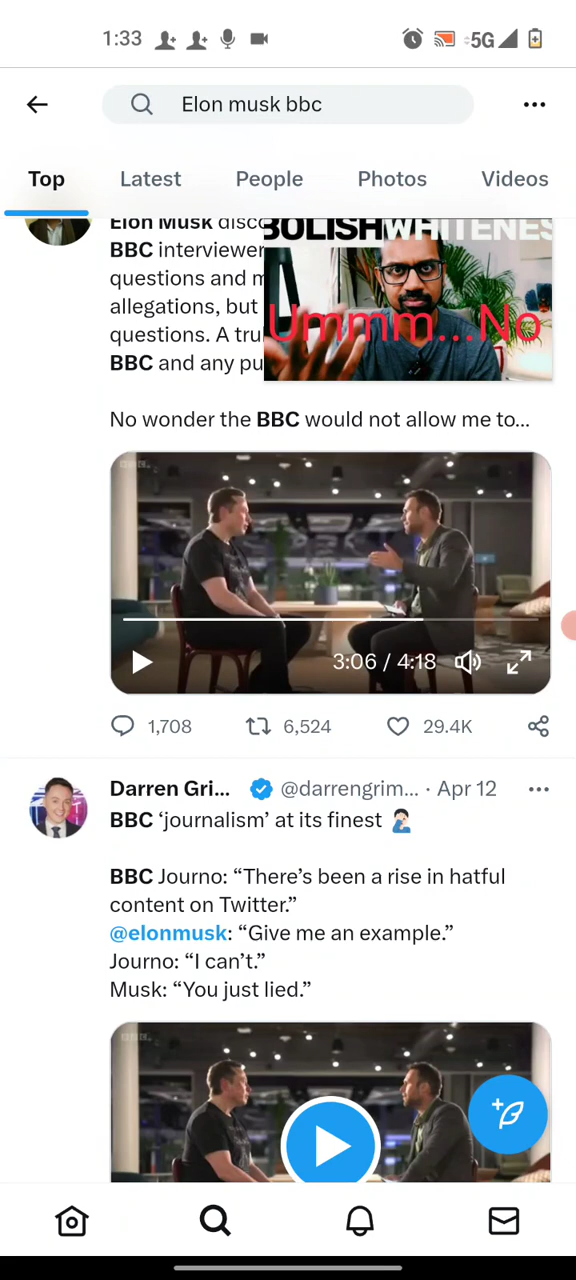 1:33
5G
Elon musk bbc
Top Latest People Photos Videos
Elon Musk disc
BBC interviewer
questions and
allegations, but
questions. A tru
BBC and any pu
BOLISHWHITENES
Ummm...No
No wonder the BBC would not allow me to...
3:06 / 4:18
1,708 6,524 29.4K
Darren Gri... @darrengrim... · Apr 12
BBC ‘journalism’ at its finest
BBC Journo: “There’s been a rise in hatful
content on Twitter.”
@elonmusk: “Give me an example.”
Journo: “I can’t.”
Musk: “You just lied.”